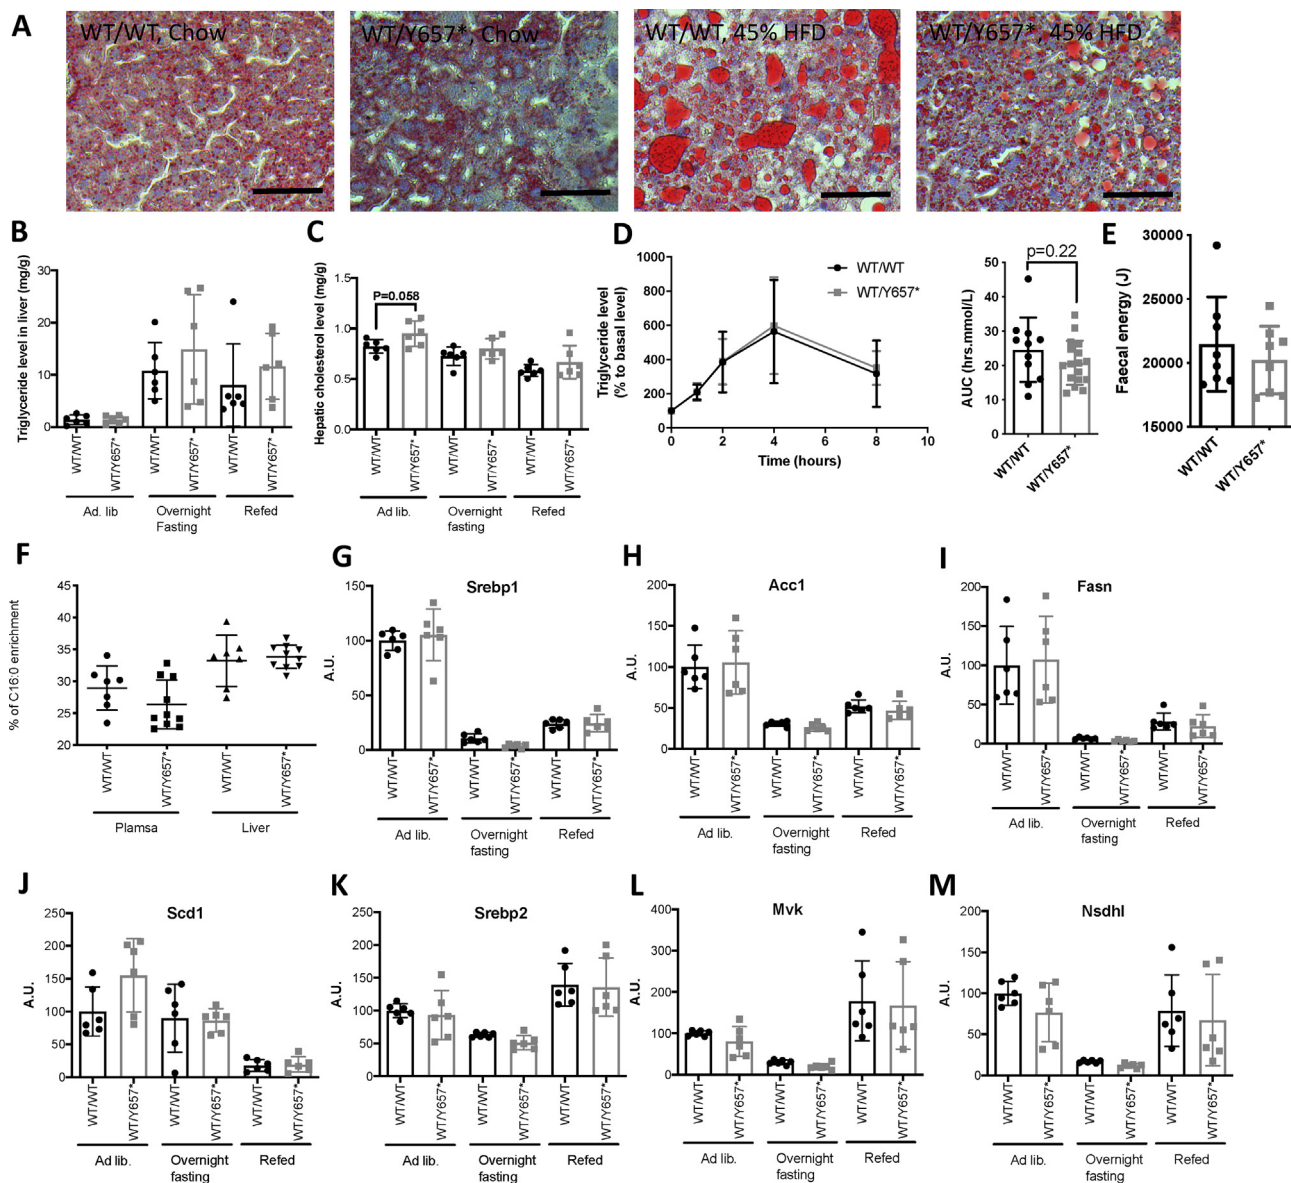 A
WT/WT, Chow
WT/Y657*, Chow
WT/WT, 45% HFD
WT/Y657*, 45% HFD
B
Triglyceride level in liver (mg/g)
30
20
10
0
WT/WT
WT/Y657*
WT/WT
WT/Y657*
WT/WT
WT/Y657*
Ad. lib
Overnight
Fasting
Refed
C
Hepatic cholesterol level (mg/g)
1.5
1.0
0.5
0.0
P=0.058
WT/WT
WT/Y657*
WT/WT
WT/Y657*
WT/WT
WT/Y657*
Ad lib.
Overnight
fasting
Refed
D
Triglyceride level
(% to basal level)
1000
800
600
400
200
0
0
2
4
6
8
10
Time (hours)
WT/WT
WT/Y657*
AUC (hrs.mmol/L)
50
40
30
20
10
0
p=0.22
WT/WT
WT/Y657*
E
Faecal energy (J)
30000
25000
20000
15000
WT/WT
WT/Y657*
F
% of C16:0 enrichment
45
40
35
30
25
20
WT/WT
WT/Y657*
WT/WT
WT/Y657*
Plamsa
Liver
G
Srebp1
A.U.
150
100
50
0
WT/WT
WT/Y657*
WT/WT
WT/Y657*
WT/WT
WT/Y657*
Ad lib.
Overnight
fasting
Refed
H
Acc1
A.U.
200
150
100
50
0
WT/WT
WT/Y657*
WT/WT
WT/Y657*
WT/WT
WT/Y657*
Ad lib.
Overnight
fasting
Refed
I
Fasn
A.U.
200
150
100
50
0
WT/WT
WT/Y657*
WT/WT
WT/Y657*
WT/WT
WT/Y657*
Ad lib.
Overnight
fasting
Refed
J
Scd1
A.U.
250
200
150
100
50
0
WT/WT
WT/Y657*
WT/WT
WT/Y657*
WT/WT
WT/Y657*
Ad lib.
Overnight
fasting
Refed
K
Srebp2
A.U.
250
200
150
100
50
0
WT/WT
WT/Y657*
WT/WT
WT/Y657*
WT/WT
WT/Y657*
Ad lib.
Overnight
fasting
Refed
L
Mvk
A.U.
400
300
200
100
0
WT/WT
WT/Y657*
WT/WT
WT/Y657*
WT/WT
WT/Y657*
Ad lib.
Overnight
fasting
Refed
M
Nsdhl
A.U.
200
150
100
50
0
WT/WT
WT/Y657*
WT/WT
WT/Y657*
WT/WT
WT/Y657*
Ad lib.
Overnight
fasting
Refed